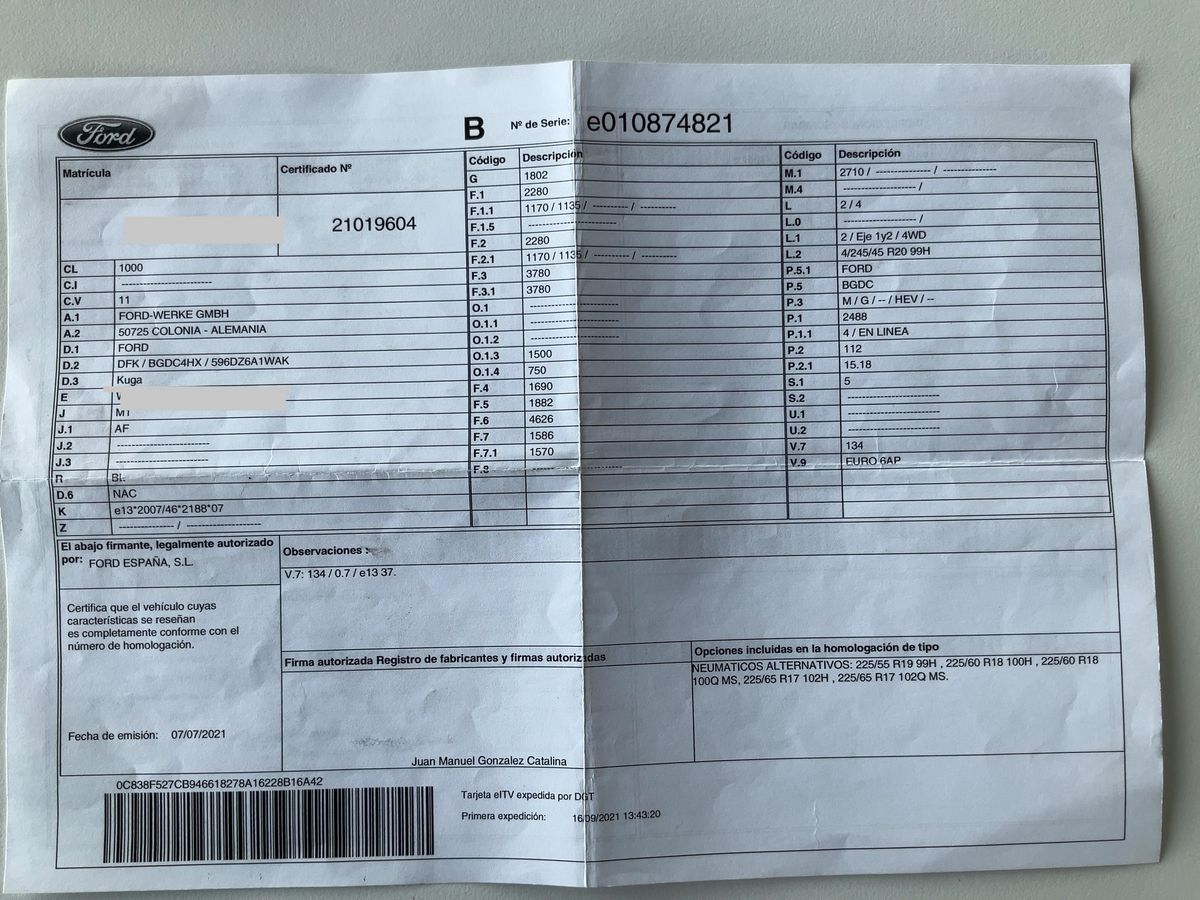 Ford
B Nº de Serie: e010874821
Matrícula
Certificado Nº
21019604
CL 1000
C.I ------------------------
C.V 11
A.1 FORD-WERKE GMBH
A.2 50725 COLONIA - ALEMANIA
D.1 FORD
D.2 DFK / BGDC4HX / 596DZ6A1WAK
D.3 Kuga
E
J M1
J.1 AF
J.2 ------------------------
J.3 ------------------------
R BL
D.6 NAC
K e13*2007/46*2188*07
Z --------------- / --------------------
Código Descripción
G 1802
F.1 2280
F.1.1 1170 / 1135 / ---------- / ----------
F.1.5 ------------------------
F.2 2280
F.2.1 1170 / 1135 / ---------- / ----------
F.3 3780
F.3.1 3780
O.1 ------------------------
O.1.1 ------------------------
O.1.2 ------------------------
O.1.3 1500
O.1.4 750
F.4 1690
F.5 1882
F.6 4626
F.7 1586
F.7.1 1570
F.8 ------------------------
Código Descripción
M.1 2710 / --------------- / ---------------
M.4 -------------------- /
L 2 / 4
L.0 -------------------- /
L.1 2 / Eje 1y2 / 4WD
L.2 4/245/45 R20 99H
P.5.1 FORD
P.5 BGDC
P.3 M / G / -- / HEV / --
P.1 2488
P.1.1 4 / EN LINEA
P.2 112
P.2.1 15.18
S.1 5
S.2 ------------------------
U.1 ------------------------
U.2 ------------------------
V.7 134
V.9 EURO 6AP
El abajo firmante, legalmente autorizado
por: FORD ESPAÑA, S.L.
Certifica que el vehículo cuyas
características se reseñan
es completamente conforme con el
número de homologación.
Fecha de emisión: 07/07/2021
Observaciones :
V.7: 134 / 0.7 / e13 37.
Firma autorizada Registro de fabricantes y firmas autorizadas
Juan Manuel Gonzalez Catalina
Opciones incluidas en la homologación de tipo
NEUMATICOS ALTERNATIVOS: 225/55 R19 99H , 225/60 R18 100H , 225/60 R18
100Q MS, 225/65 R17 102H , 225/65 R17 102Q MS.
0C838F527CB946618278A16228B16A42
Tarjeta eITV expedida por DGT
Primera expedición: 16/09/2021 13:43:20